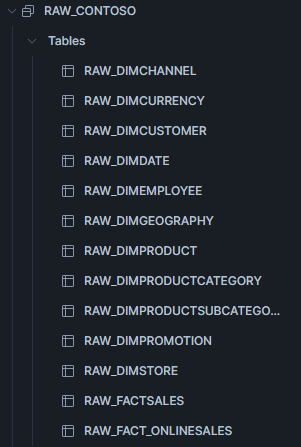 RAW_CONTOSO
Tables
RAW_DIMCHANNEL
RAW_DIMCURRENCY
RAW_DIMCUSTOMER
RAW_DIMDATE
RAW_DIMEMPLOYEE
RAW_DIMGEOGRAPHY
RAW_DIMPRODUCT
RAW_DIMPRODUCTCATEGORY
RAW_DIMPRODUCTSUBCATEGO...
RAW_DIMPROMOTION
RAW_DIMSTORE
RAW_FACTSALES
RAW_FACT_ONLINESALES